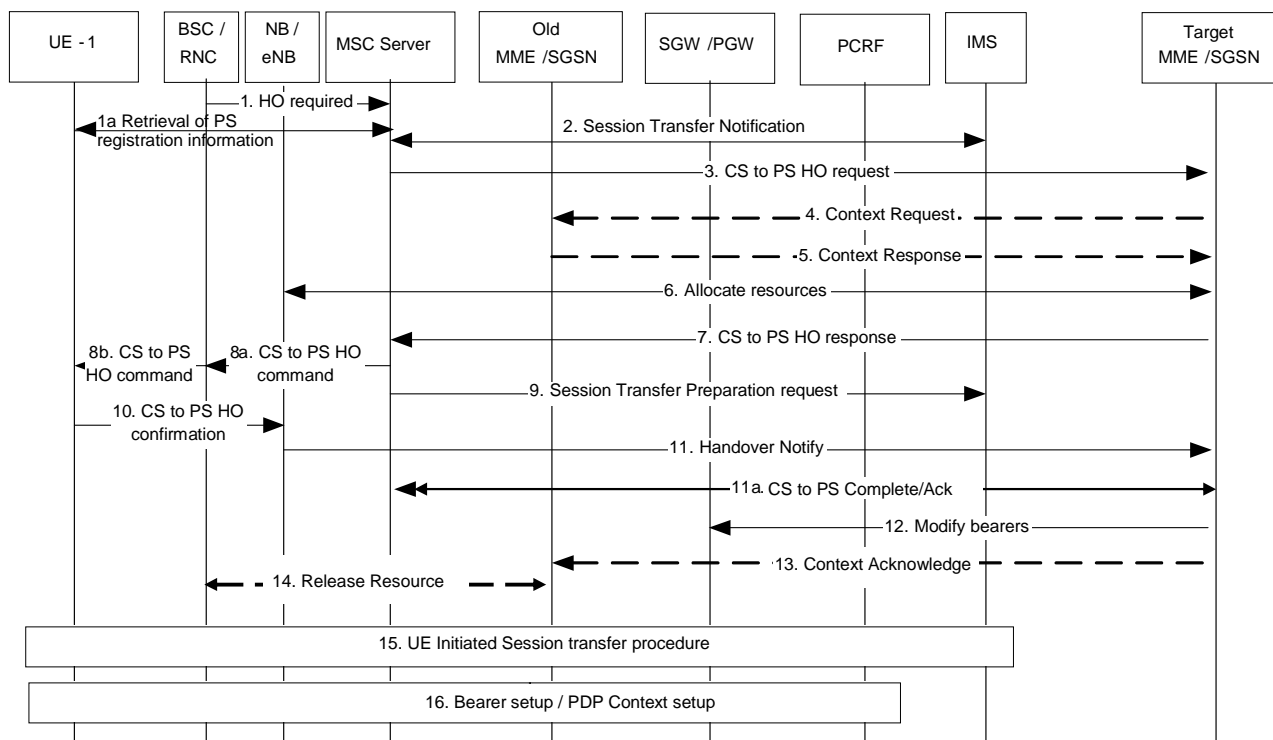 UE - 1
BSC /
RNC
NB /
eNB
MSC Server
Old
MME /SGSN
SGW /PGW
PCRF
IMS
Target
MME /SGSN
1. HO required
1a Retrieval of PS
registration information
2. Session Transfer Notification
3. CS to PS HO request
4. Context Request
5. Context Response
6. Allocate resources
7. CS to PS HO response
8b. CS to PS
HO command
8a. CS to PS HO
command
9. Session Transfer Preparation request
10. CS to PS HO
confirmation
11. Handover Notify
11a. CS to PS Complete/Ack
12. Modify bearers
13. Context Acknowledge
14. Release Resource
15. UE Initiated Session transfer procedure
16. Bearer setup / PDP Context setup